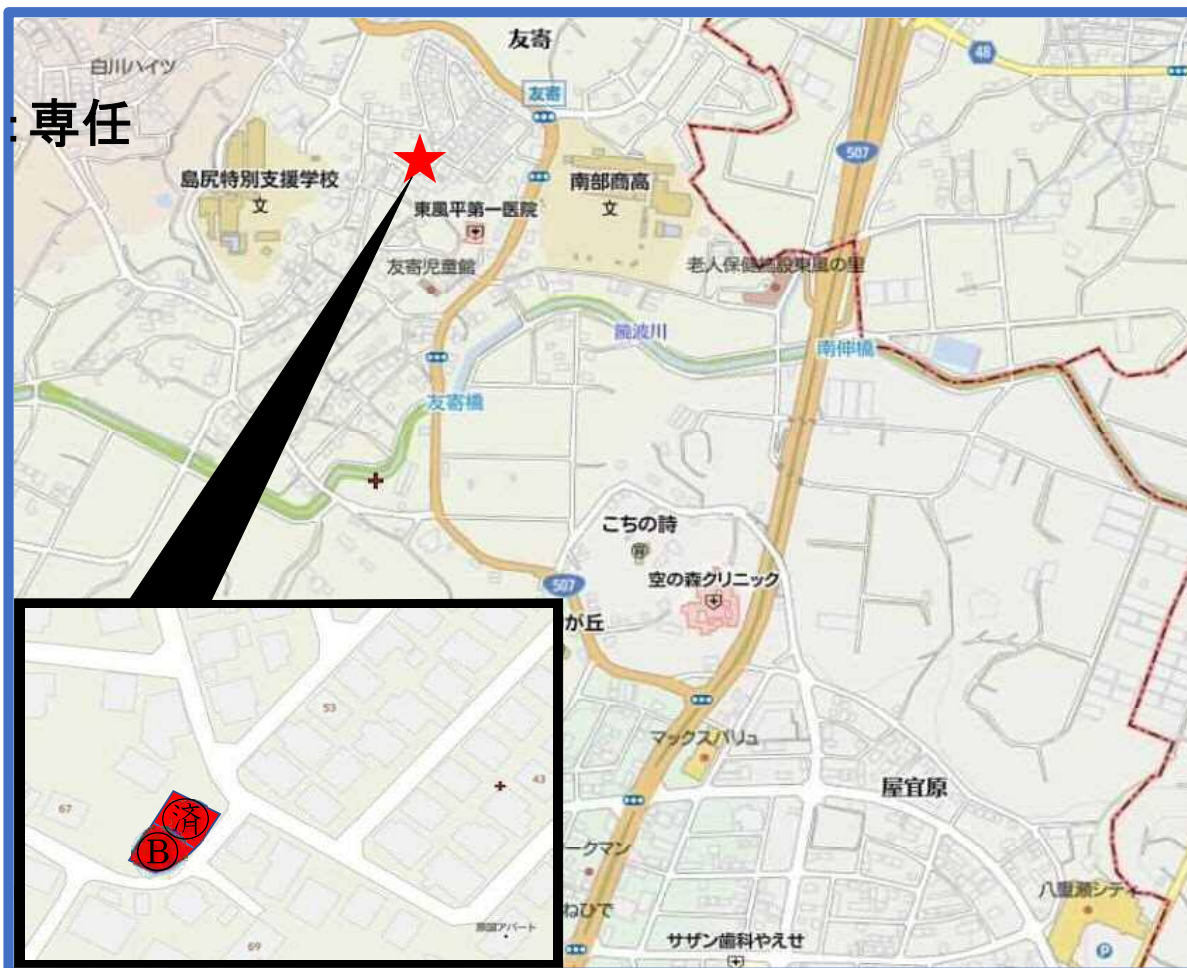 友寄
白川ハイツ
48
友寄
: 専任
507
島尻特別支援学校
文
南部商高
文
東風平第一医院
友寄児童館
老人保健施設東風の里
饒波川
南伸橋
友寄橋
こちの詩
空の森クリニック
507
が丘
マックスバリュ
屋宜原
ークマン
八重瀬シティ
ねひで
サザン歯科やえせ
P
53
43
67
済
B
69